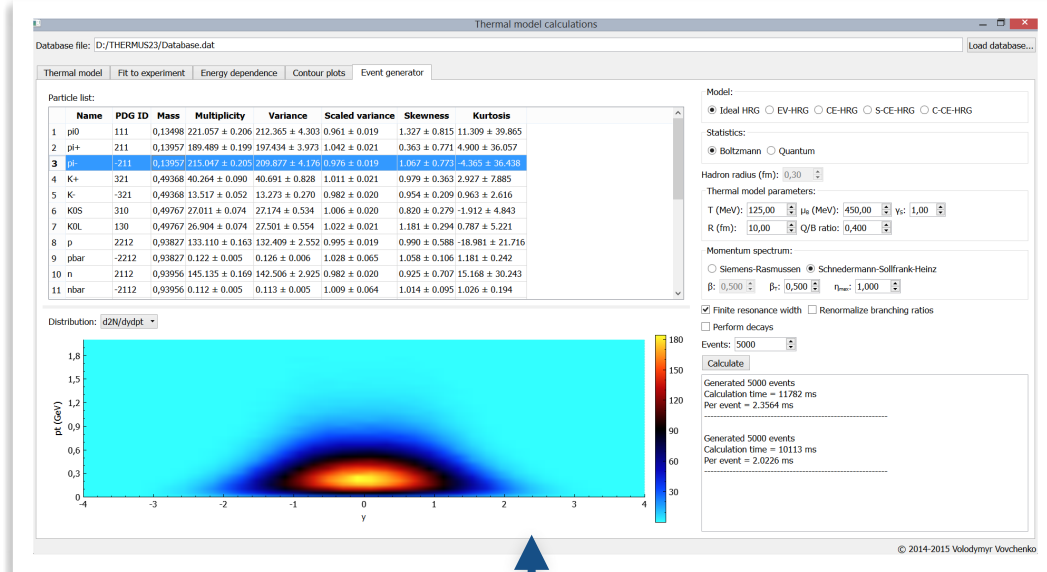 Thermal model calculations
Database file: D:/THERMUS23/Database.dat Load database...
Thermal model Fit to experiment Energy dependence Contour plots Event generator
Particle list:
Name PDG ID Mass Multiplicity Variance Scaled variance Skewness Kurtosis
1 pi0 111 0,13498 221.057 ± 0.206 212.365 ± 4.303 0.961 ± 0.019 1.327 ± 0.815 11.309 ± 39.865
2 pi+ 211 0,13957 189.489 ± 0.199 197.434 ± 3.973 1.042 ± 0.021 0.363 ± 0.771 4.900 ± 36.057
3 pi- -211 0,13957 215.047 ± 0.205 209.877 ± 4.176 0.976 ± 0.019 1.067 ± 0.773 -4.365 ± 36.438
4 K+ 321 0,49368 40.264 ± 0.090 40.691 ± 0.828 1.011 ± 0.021 0.979 ± 0.363 2.927 ± 7.885
5 K- -321 0,49368 13.517 ± 0.052 13.273 ± 0.270 0.982 ± 0.020 0.954 ± 0.209 0.963 ± 2.616
6 K0S 310 0,49767 27.011 ± 0.074 27.174 ± 0.534 1.006 ± 0.020 0.820 ± 0.279 -1.912 ± 4.843
7 K0L 130 0,49767 26.904 ± 0.074 27.501 ± 0.554 1.022 ± 0.021 1.181 ± 0.294 0.787 ± 5.221
8 p 2212 0,93827 133.110 ± 0.163 132.409 ± 2.552 0.995 ± 0.019 0.990 ± 0.588 -18.981 ± 21.716
9 pbar -2212 0,93827 0.122 ± 0.005 0.126 ± 0.006 1.028 ± 0.065 1.058 ± 0.106 1.181 ± 0.242
10 n 2112 0,93956 145.135 ± 0.169 142.506 ± 2.925 0.982 ± 0.020 0.925 ± 0.707 15.168 ± 30.243
11 nbar -2112 0,93956 0.112 ± 0.005 0.113 ± 0.005 1.009 ± 0.064 1.014 ± 0.095 1.026 ± 0.194
Distribution: d2N/dydpt
1,8
1,5
1,2
0,9
0,6
0,3
0
pt (GeV)
-4 -3 -2 -1 0 1 2 3 4
y
180
150
120
90
60
30
Model:
Ideal HRG EV-HRG CE-HRG S-CE-HRG C-CE-HRG
Statistics:
Boltzmann Quantum
Hadron radius (fm): 0,30
Thermal model parameters:
T (MeV): 125,00 μB (MeV): 450,00 γS: 1,00
R (fm): 10,00 Q/B ratio: 0,400
Momentum spectrum:
Siemens-Rasmussen Schnedermann-Sollfrank-Heinz
β: 0,500 βT: 0,500 ηmax: 1,000
Finite resonance width Renormalize branching ratios
Perform decays
Events: 5000
Calculate
Generated 5000 events
Calculation time = 11782 ms
Per event = 2.3564 ms
----------------------------------------------------
Generated 5000 events
Calculation time = 10113 ms
Per event = 2.0226 ms
----------------------------------------------------
© 2014-2015 Volodymyr Vovchenko